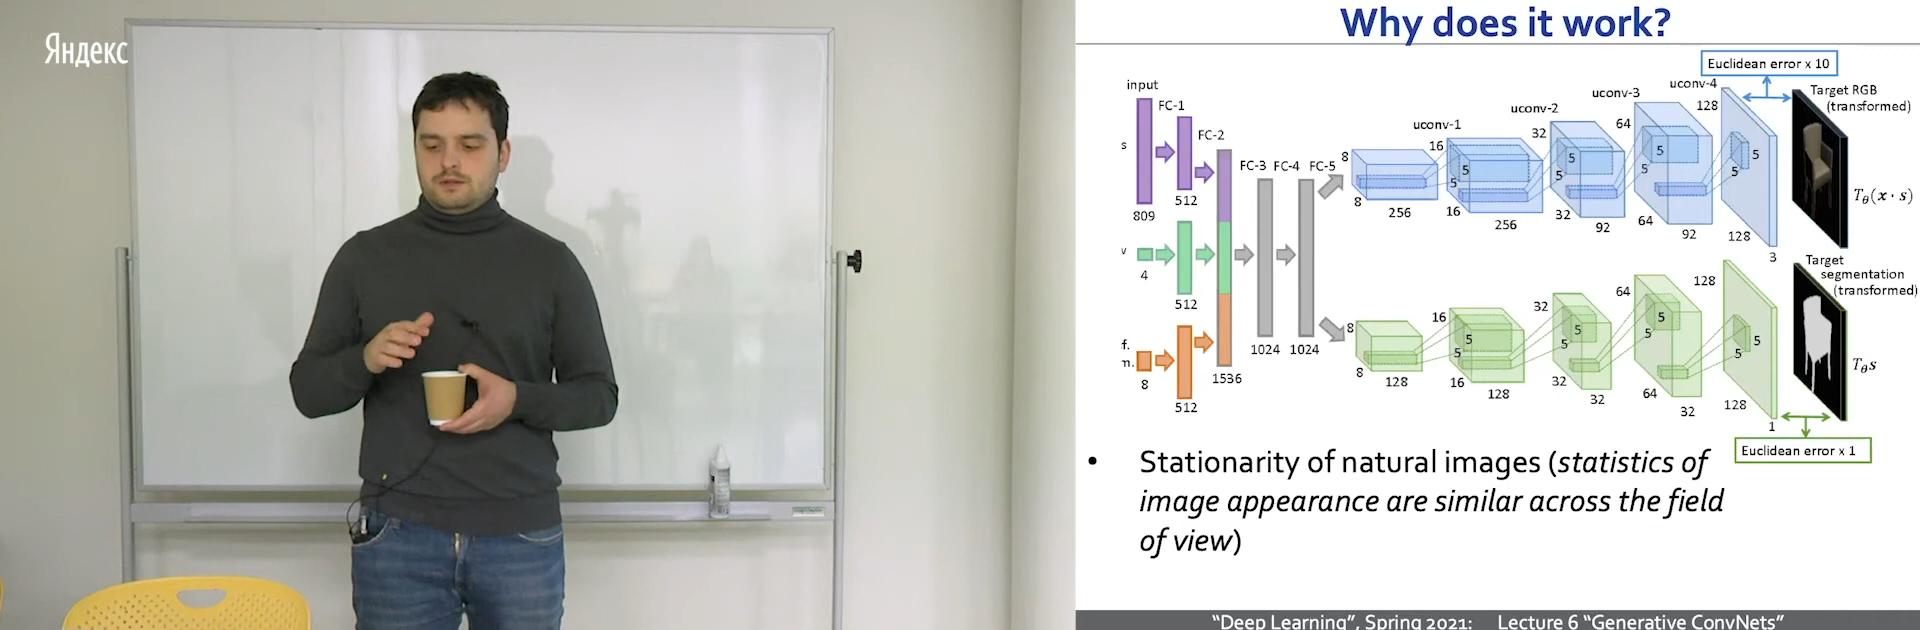 Яндекс
Why does it work?
Euclidean error x 10
input
FC-1
FC-2
FC-3 FC-4 FC-5
uconv-1
uconv-2
uconv-3
uconv-4
Target RGB
(transformed)
s
809
512
v
4
512
f.
m.
8
512
1536
1024 1024
8
8
256
16
5
5
16
256
32
5
5
32
92
64
5
5
64
92
128
5
5
128
3
Tθ(x · s)
Target
segmentation
(transformed)
8
8
128
16
5
5
16
128
32
5
5
32
32
64
5
5
64
32
128
5
5
128
1
Tθs
Euclidean error x 1
• Stationarity of natural images (statistics of
image appearance are similar across the field
of view)
"Deep Learning", Spring 2021: Lecture 6 "Generative ConvNets"